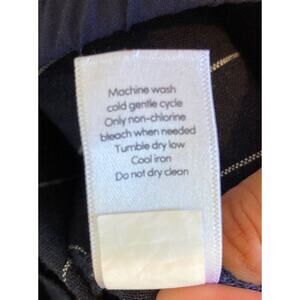 Machine wash
cold gentle cycle
Only non-chlorine
bleach when needed
Tumble dry low
Cool iron
Do not dry clean